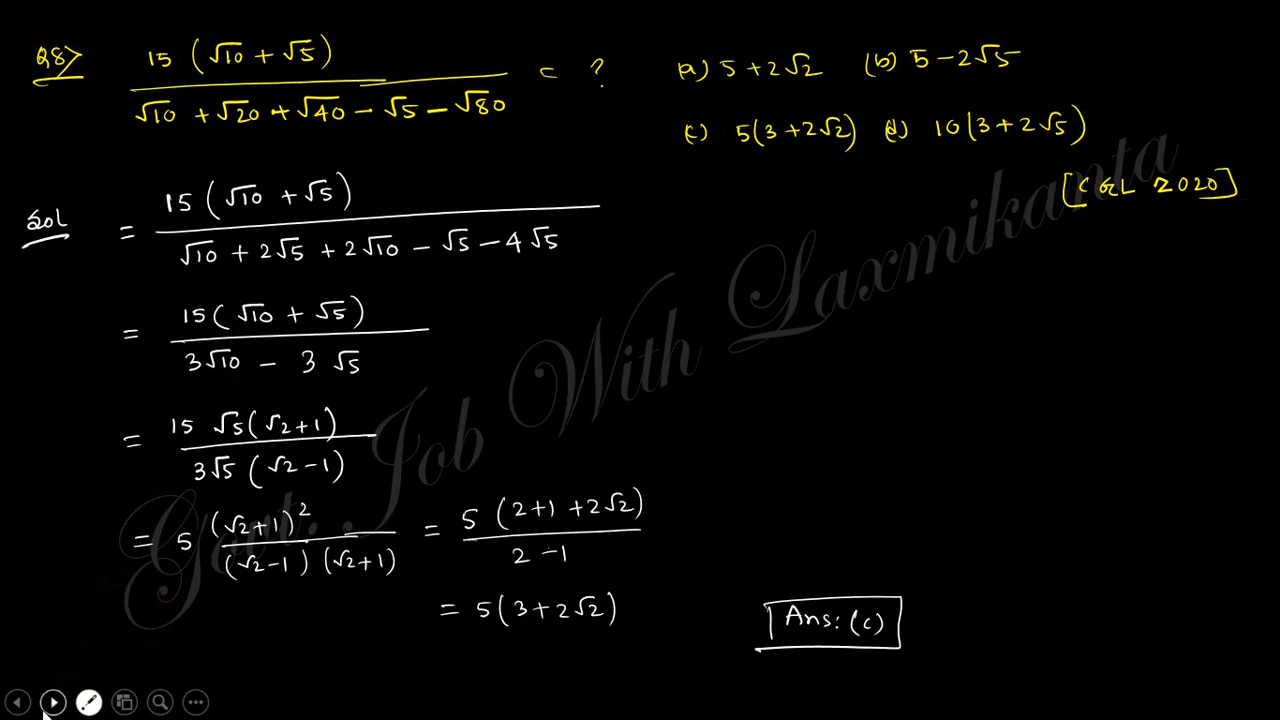 Q8> 15 (√10 + √5) / √10 + √20 + √40 − √5 − √80 = ?
(a) 5 + 2√2 (b) 5 − 2√5
(c) 5(3 + 2√2) (d) 10(3 + 2√5)
[CGL 2020]
Sol = 15 (√10 + √5) / √10 + 2√5 + 2√10 − √5 − 4√5
= 15 (√10 + √5) / 3√10 − 3√5
= 15 √5(√2+1) / 3√5 (√2−1)
= 5 (√2+1)² / (√2−1) (√2+1) = 5 (2+1 +2√2) / 2 −1
= 5(3+2√2)
Ans: (c)
Govt. Job With Laxmikanta